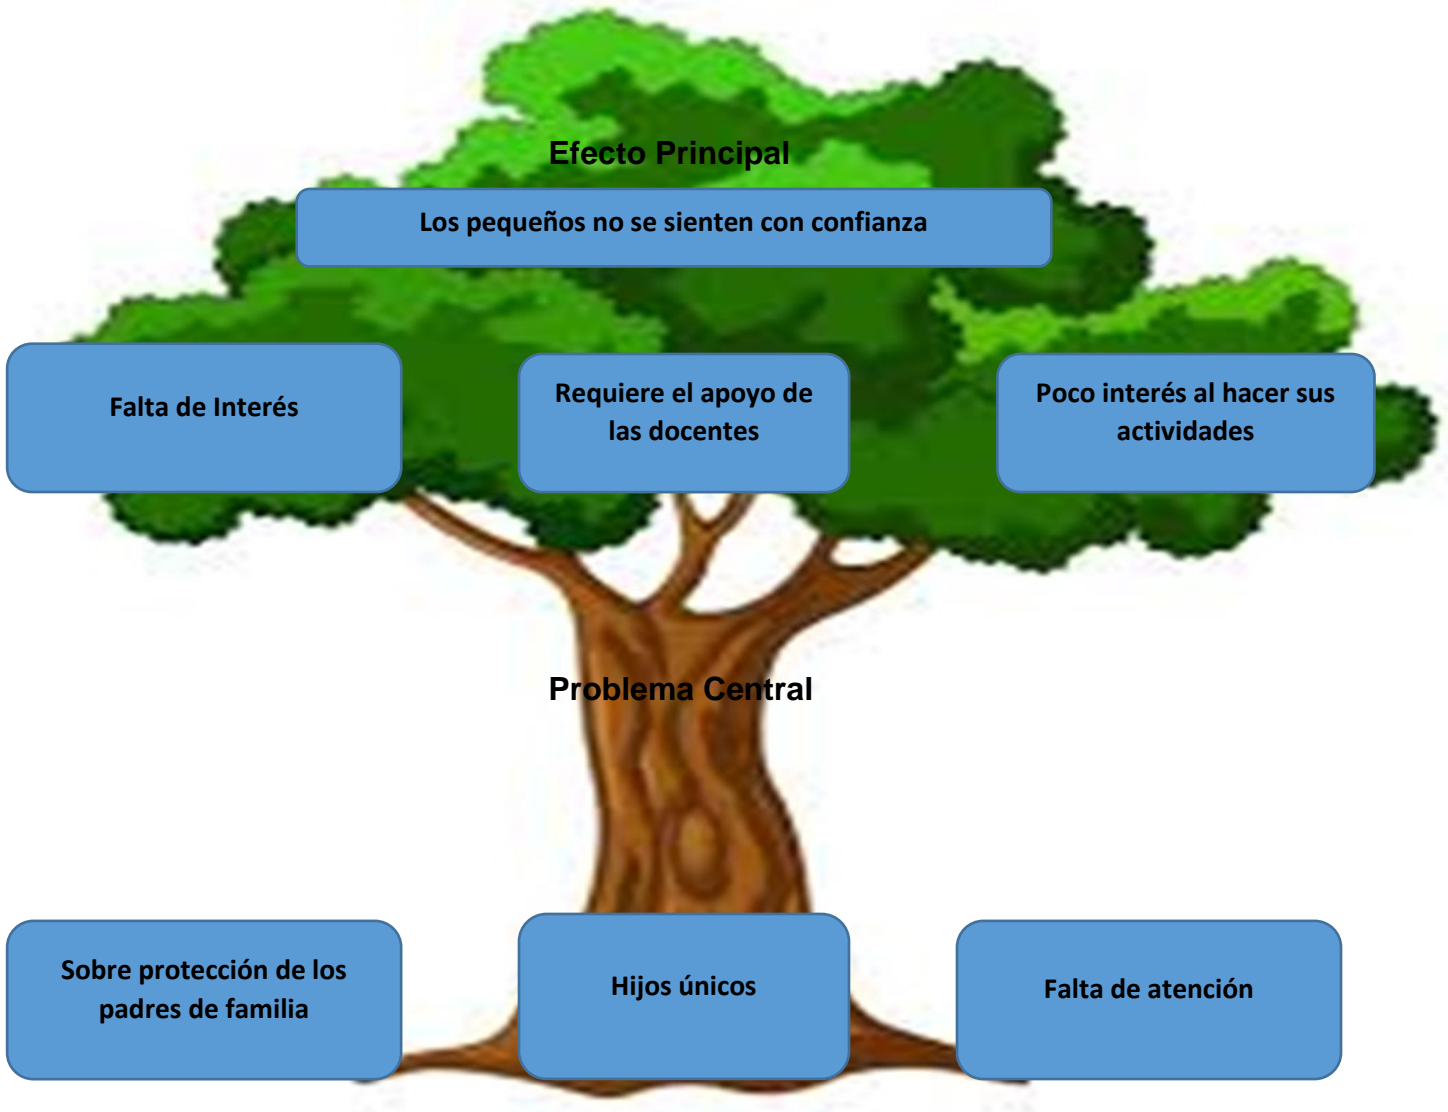 Efecto Principal
Los pequeños no se sienten con confianza
Falta de Interés
Requiere el apoyo de
las docentes
Poco interés al hacer sus
actividades
Problema Central
Sobre protección de los
padres de familia
Hijos únicos
Falta de atención